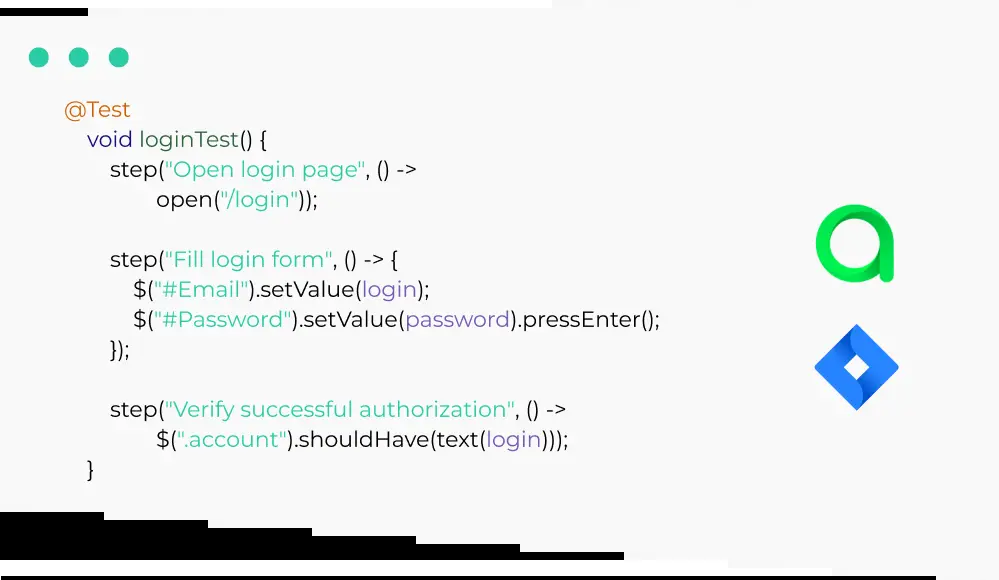 @Test
void loginTest() {
step("Open login page", () ->
open("/login"));
step("Fill login form", () -> {
$("#Email").setValue(login);
$("#Password").setValue(password).pressEnter();
});
step("Verify successful authorization", () ->
$(".account").shouldHave(text(login)));
}